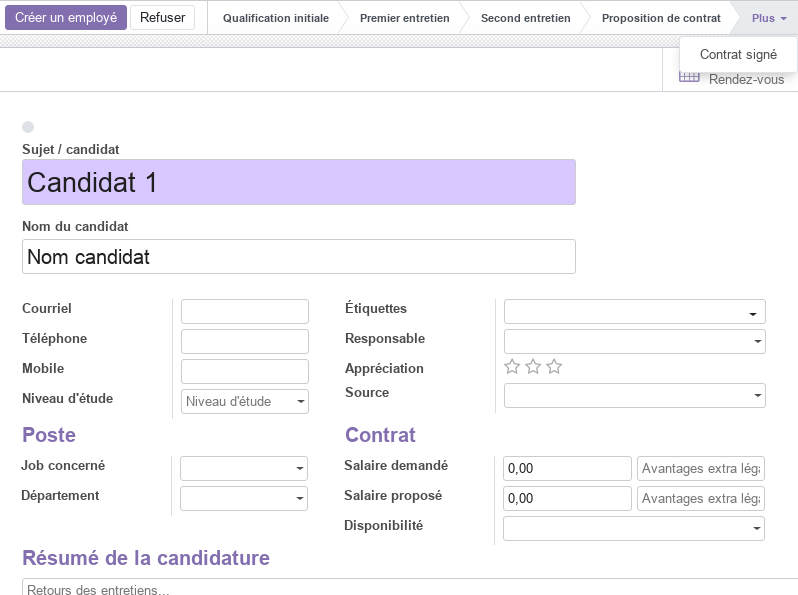 Créer un employé Refuser Qualification initiale Premier entretien Second entretien Proposition de contrat Plus
Contrat signé
Rendez-vous
Sujet / candidat
Candidat 1
Nom du candidat
Nom candidat
Courriel Étiquettes
Téléphone Responsable
Mobile Appréciation
Niveau d'étude Niveau d'étude Source
Poste Contrat
Job concerné Salaire demandé 0,00 Avantages extra léga
Département Salaire proposé 0,00 Avantages extra léga
Disponibilité
Résumé de la candidature
Retours des entretiens...